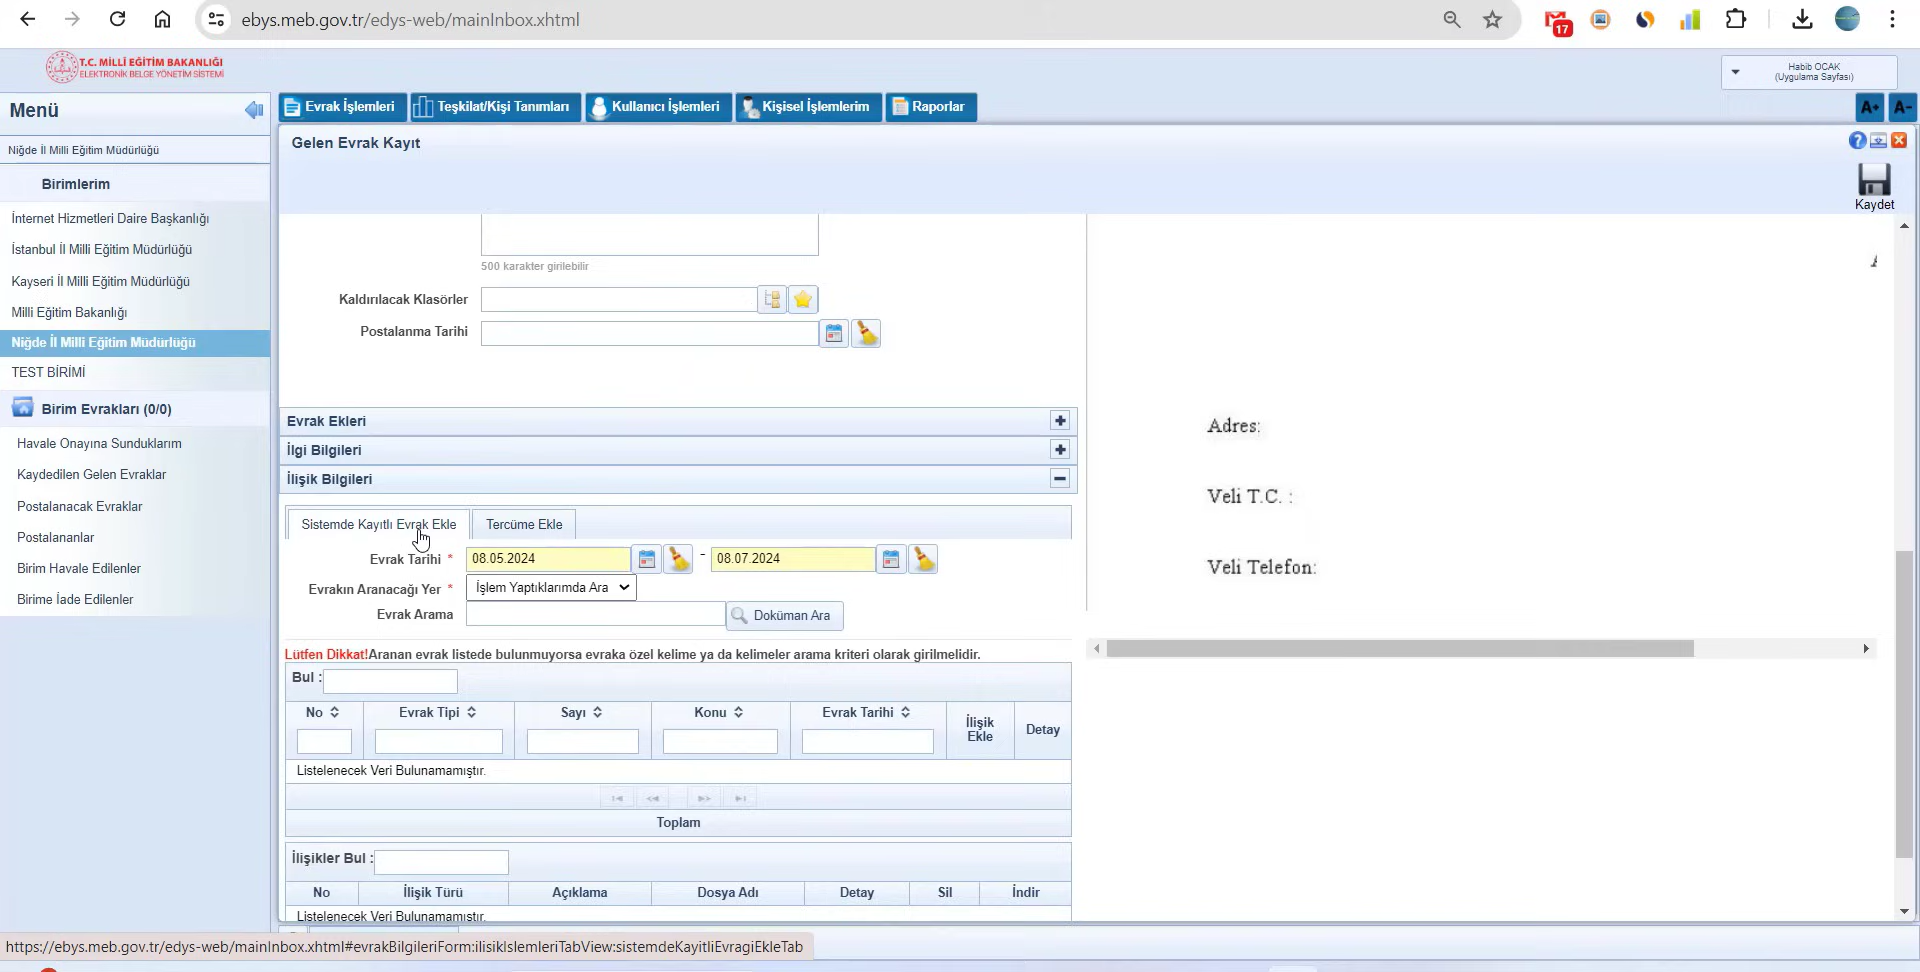 ebys.meb.gov.tr/edys-web/mainInbox.xhtml
17
T.C. MİLLÎ EĞİTİM BAKANLIĞI
ELEKTRONİK BELGE YÖNETİM SİSTEMİ
Habib OCAK
(Uygulama Sayfası)
Menü
Evrak İşlemleri
Teşkilat/Kişi Tanımları
Kullanıcı İşlemleri
Kişisel İşlemlerim
Raporlar
A+
A-
Niğde İl Milli Eğitim Müdürlüğü
Birimlerim
İnternet Hizmetleri Daire Başkanlığı
İstanbul İl Milli Eğitim Müdürlüğü
Kayseri İl Milli Eğitim Müdürlüğü
Milli Eğitim Bakanlığı
Niğde İl Milli Eğitim Müdürlüğü
TEST BİRİMİ
Birim Evrakları (0/0)
Havale Onayına Sunduklarım
Kaydedilen Gelen Evraklar
Postalanacak Evraklar
Postalananlar
Birim Havale Edilenler
Birime İade Edilenler
Gelen Evrak Kayıt
Kaydet
500 karakter girilebilir
Kaldırılacak Klasörler
Postalanma Tarihi
Evrak Ekleri
İlgi Bilgileri
İlişik Bilgileri
Sistemde Kayıtlı Evrak Ekle
Tercüme Ekle
Evrak Tarihi * 08.05.2024 - 08.07.2024
Evrakın Aranacağı Yer * İşlem Yaptıklarımda Ara
Evrak Arama Doküman Ara
Lütfen Dikkat!Aranan evrak listede bulunmuyorsa evraka özel kelime ya da kelimeler arama kriteri olarak girilmelidir.
Bul :
No Evrak Tipi Sayı Konu Evrak Tarihi İlişik Ekle Detay
Listelenecek Veri Bulunamamıştır.
Toplam
İlişikler Bul :
No İlişik Türü Açıklama Dosya Adı Detay Sil İndir
Listelenecek Veri Bulunamamıştır.
Adres:
Veli T.C. :
Veli Telefon:
https://ebys.meb.gov.tr/edys-web/mainInbox.xhtml#evrakBilgileriForm:ilisikIslemleriTabView:sistemdeKayitliEvragiEkleTab